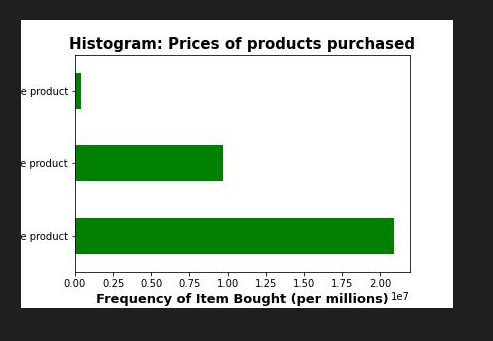 Histogram: Prices of products purchased
e product
e product
e product
0.00 0.25 0.50 0.75 1.00 1.25 1.50 1.75 2.00
1e7
Frequency of Item Bought (per millions)